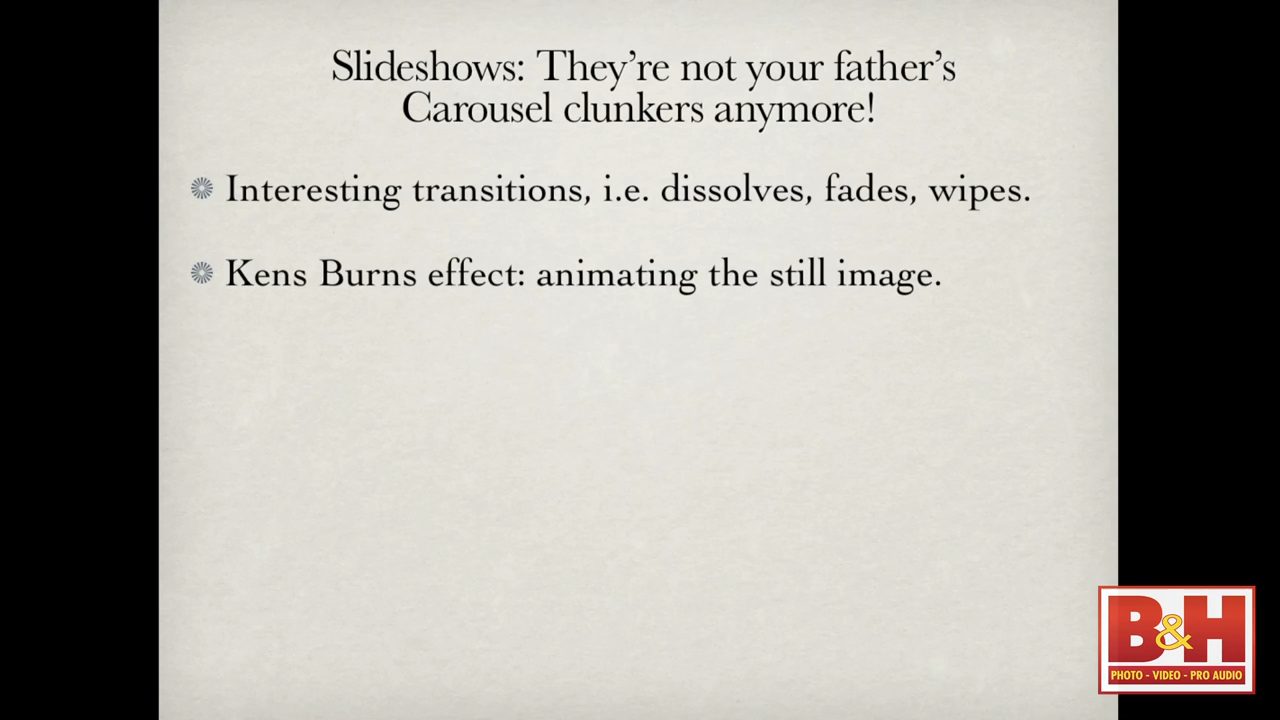 Slideshows: They’re not your father’s
Carousel clunkers anymore!
Interesting transitions, i.e. dissolves, fades, wipes.
Kens Burns effect: animating the still image.
B&H
PHOTO - VIDEO - PRO AUDIO